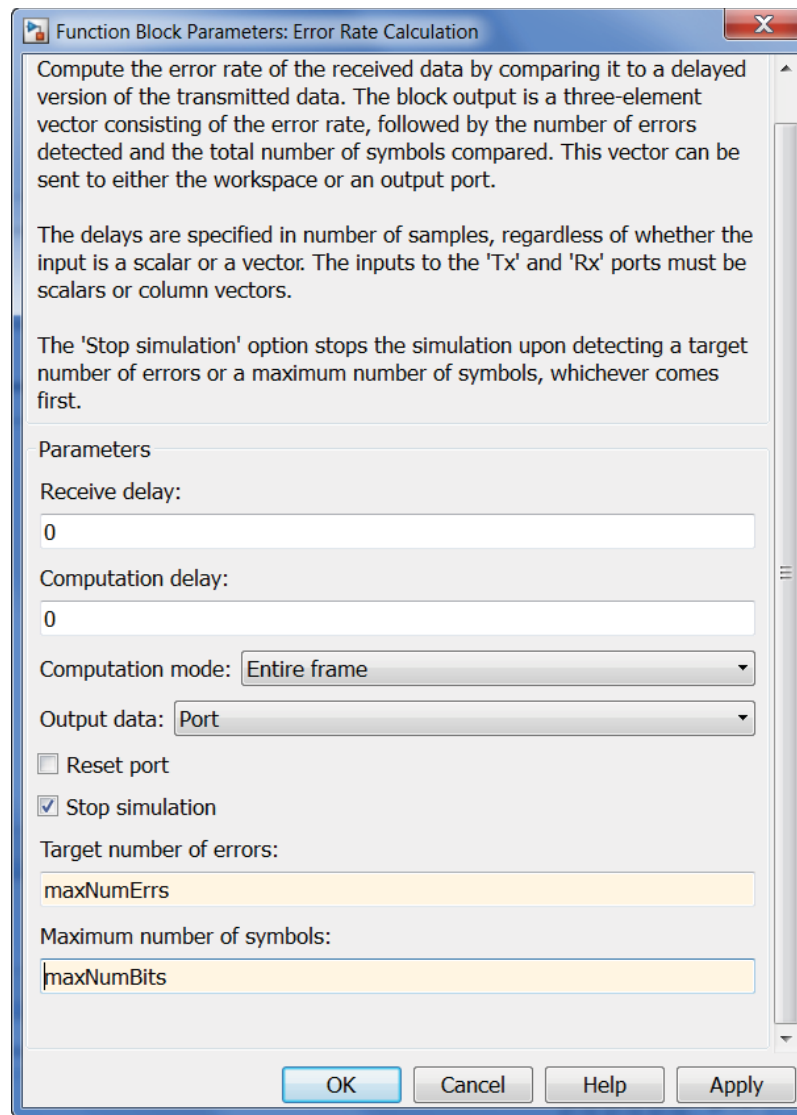 Function Block Parameters: Error Rate Calculation
Compute the error rate of the received data by comparing it to a delayed
version of the transmitted data. The block output is a three-element
vector consisting of the error rate, followed by the number of errors
detected and the total number of symbols compared. This vector can be
sent to either the workspace or an output port.
The delays are specified in number of samples, regardless of whether the
input is a scalar or a vector. The inputs to the 'Tx' and 'Rx' ports must be
scalars or column vectors.
The 'Stop simulation' option stops the simulation upon detecting a target
number of errors or a maximum number of symbols, whichever comes
first.
Parameters
Receive delay:
0
Computation delay:
0
Computation mode: Entire frame
Output data: Port
Reset port
Stop simulation
Target number of errors:
maxNumErrs
Maximum number of symbols:
maxNumBits
OK Cancel Help Apply